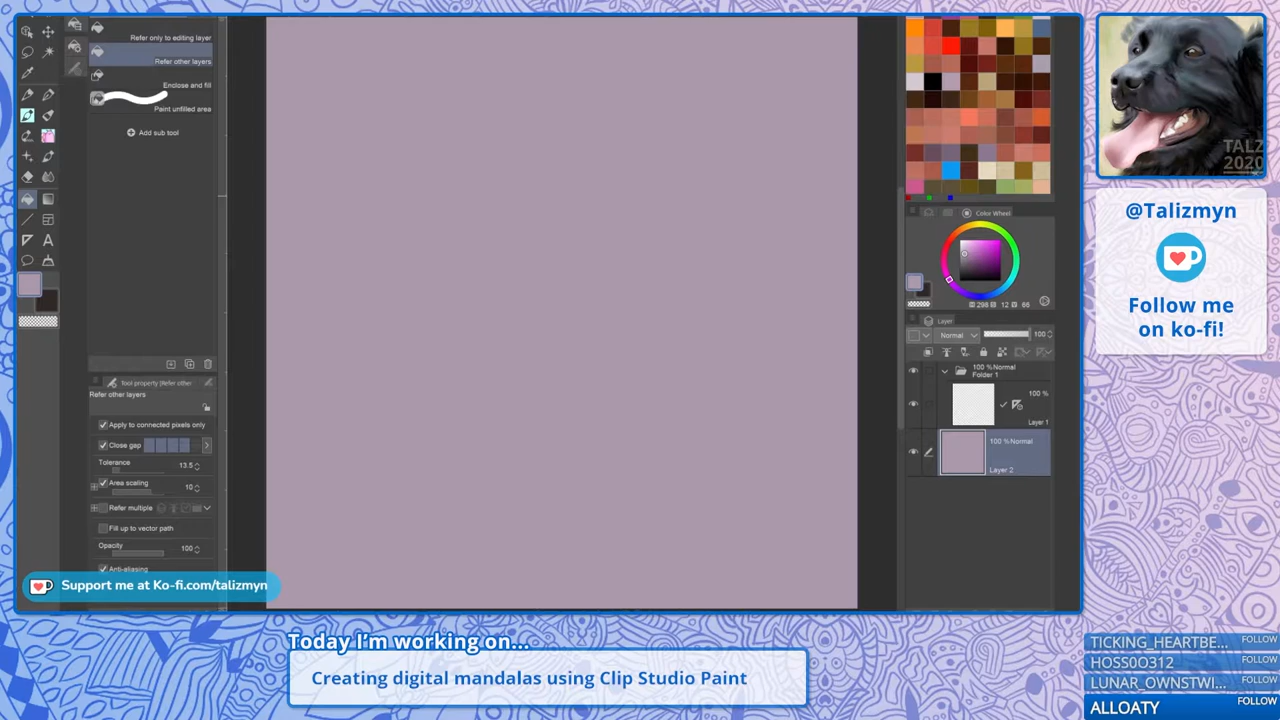 Refer only to editing layer
Refer other layers
Enclose and fill
Paint unfilled area
Add sub tool
Tool property (Refer other
Refer other layers
Apply to connected pixels only
Close gap
Tolerance
13.5
Area scaling
10
Refer multiple
Fill up to vector path
Opacity
100
Anti-aliasing
Support me at Ko-fi.com/talizmyn
A
Color Wheel
298 12 66
Layer
Normal
100
100 % Normal
Folder 1
100 %
Layer 1
100 % Normal
Layer 2
TALZ
2020
@Talizmyn
Follow me
on ko-fi!
Today I'm working on...
Creating digital mandalas using Clip Studio Paint
TICKING_HEARTBE... FOLLOW
HOSS0O312 FOLLOW
LUNAR_OWNSTWI... FOLLOW
ALLOATY FOLLOW